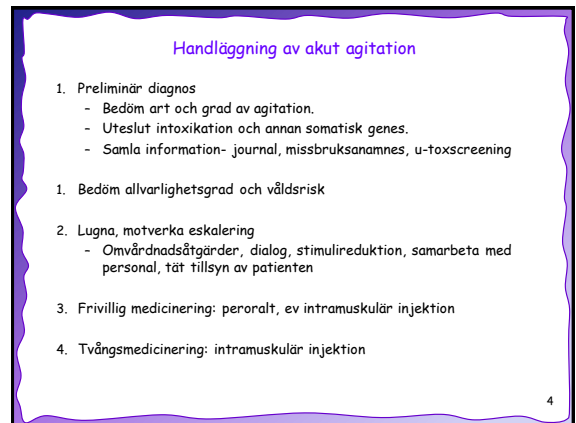 Handläggning av akut agitation
1. Preliminär diagnos
- Bedöm art och grad av agitation.
- Uteslut intoxikation och annan somatisk genes.
- Samla information- journal, missbruksanamnes, u-toxscreening
1. Bedöm allvarlighetsgrad och våldsrisk
2. Lugna, motverka eskalering
- Omvårdnadsåtgärder, dialog, stimulireduktion, samarbeta med
personal, tät tillsyn av patienten
3. Frivillig medicinering: peroralt, ev intramuskulär injektion
4. Tvångsmedicinering: intramuskulär injektion
4